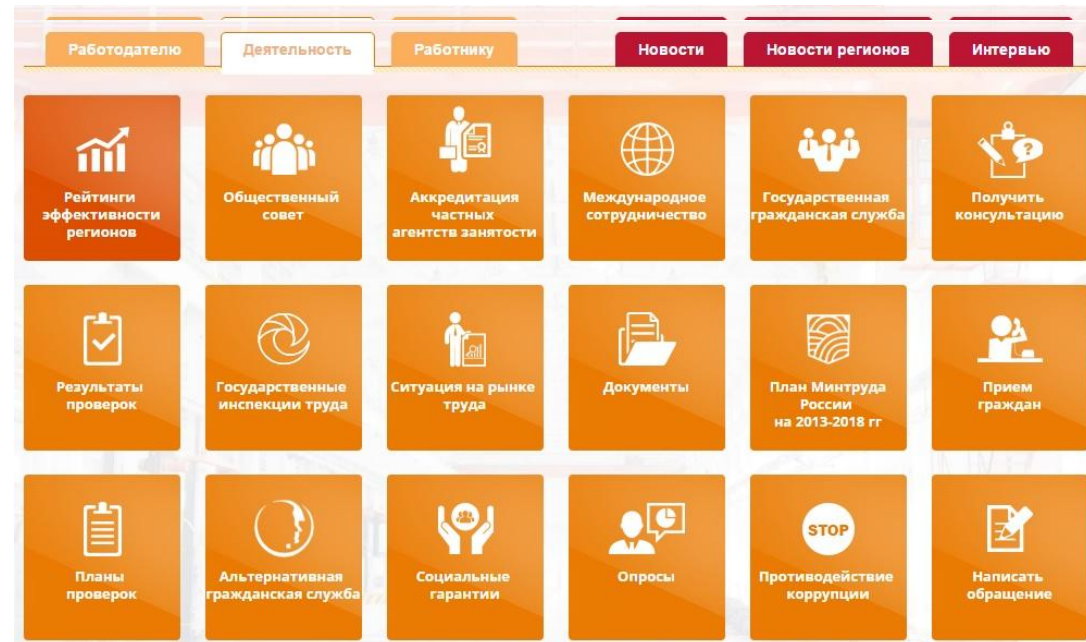 Работодателю
Деятельность
Работнику
Новости
Новости регионов
Интервью
Рейтинги
эффективности
регионов
Общественный
совет
Аккредитация
частных
агентств занятости
Международное
сотрудничество
Государственная
гражданская служба
Получить
консультацию
?
Результаты
проверок
Государственные
инспекции труда
Ситуация на рынке
труда
Документы
План Минтруда
России
на 2013-2018 гг
Прием
граждан
Планы
проверок
Альтернативная
гражданская служба
Социальные
гарантии
Опросы
STOP
Противодействие
коррупции
Написать
обращение